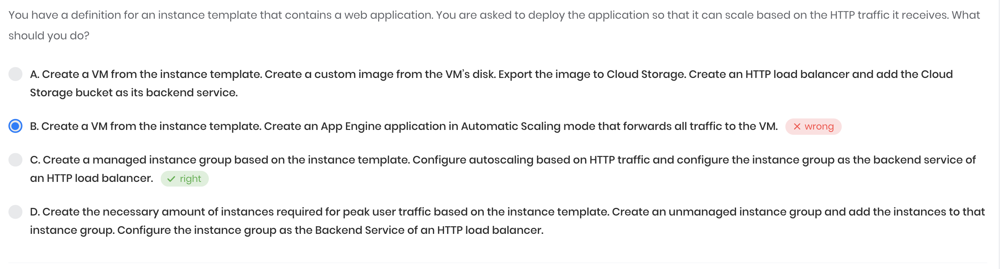 You have a definition for an instance template that contains a web application. You are asked to deploy the application so that it can scale based on the HTTP traffic it receives. What
should you do?
A. Create a VM from the instance template. Create a custom image from the VM’s disk. Export the image to Cloud Storage. Create an HTTP load balancer and add the Cloud
Storage bucket as its backend service.
B. Create a VM from the instance template. Create an App Engine application in Automatic Scaling mode that forwards all traffic to the VM. × wrong
C. Create a managed instance group based on the instance template. Configure autoscaling based on HTTP traffic and configure the instance group as the backend service of
an HTTP load balancer. ✓ right
D. Create the necessary amount of instances required for peak user traffic based on the instance template. Create an unmanaged instance group and add the instances to that
instance group. Configure the instance group as the Backend Service of an HTTP load balancer.